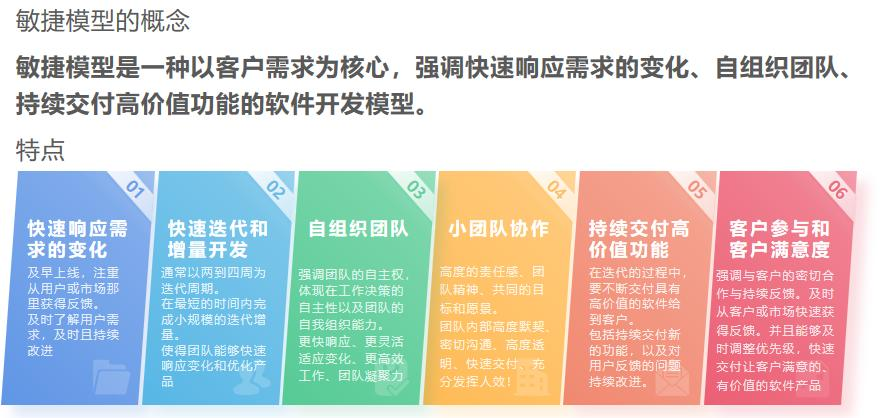 敏捷模型的概念
敏捷模型是一种以客户需求为核心，强调快速响应需求的变化、自组织团队、
持续交付高价值功能的软件开发模型。
特点
01
快速响应需
求的变化
及早上线，注重
从用户或市场那
里获得反馈。
及时了解用户需
求，及时且持续
改进
02
快速迭代和
增量开发
通常以两到四周为
迭代周期。
在最短的时间内完
成小规模的迭代增
量。
使得团队能够快速
响应变化和优化产
品
03
自组织团队
强调团队的自主权，
体现在工作决策的
自主性以及团队的
自我组织能力。
更快响应、更灵活
适应变化、更高效
工作、团队凝聚力
04
小团队协作
高度的责任感、团
队精神、共同的目
标和愿景。
团队内部高度默契、
密切沟通、高度透
明、快速交付、充
分发挥人效！
05
持续交付高
价值功能
在迭代的过程中，
要不断交付具有
高价值的软件给
到客户。
包括持续交付新
的功能，以及对
用户反馈的问题
持续改进。
06
客户参与和
客户满意度
强调与客户的密切合
作与持续反馈。及时
从客户或市场快速获
得反馈。并且能够及
时调整优先级，快速
交付让客户满意的、
有价值的软件产品